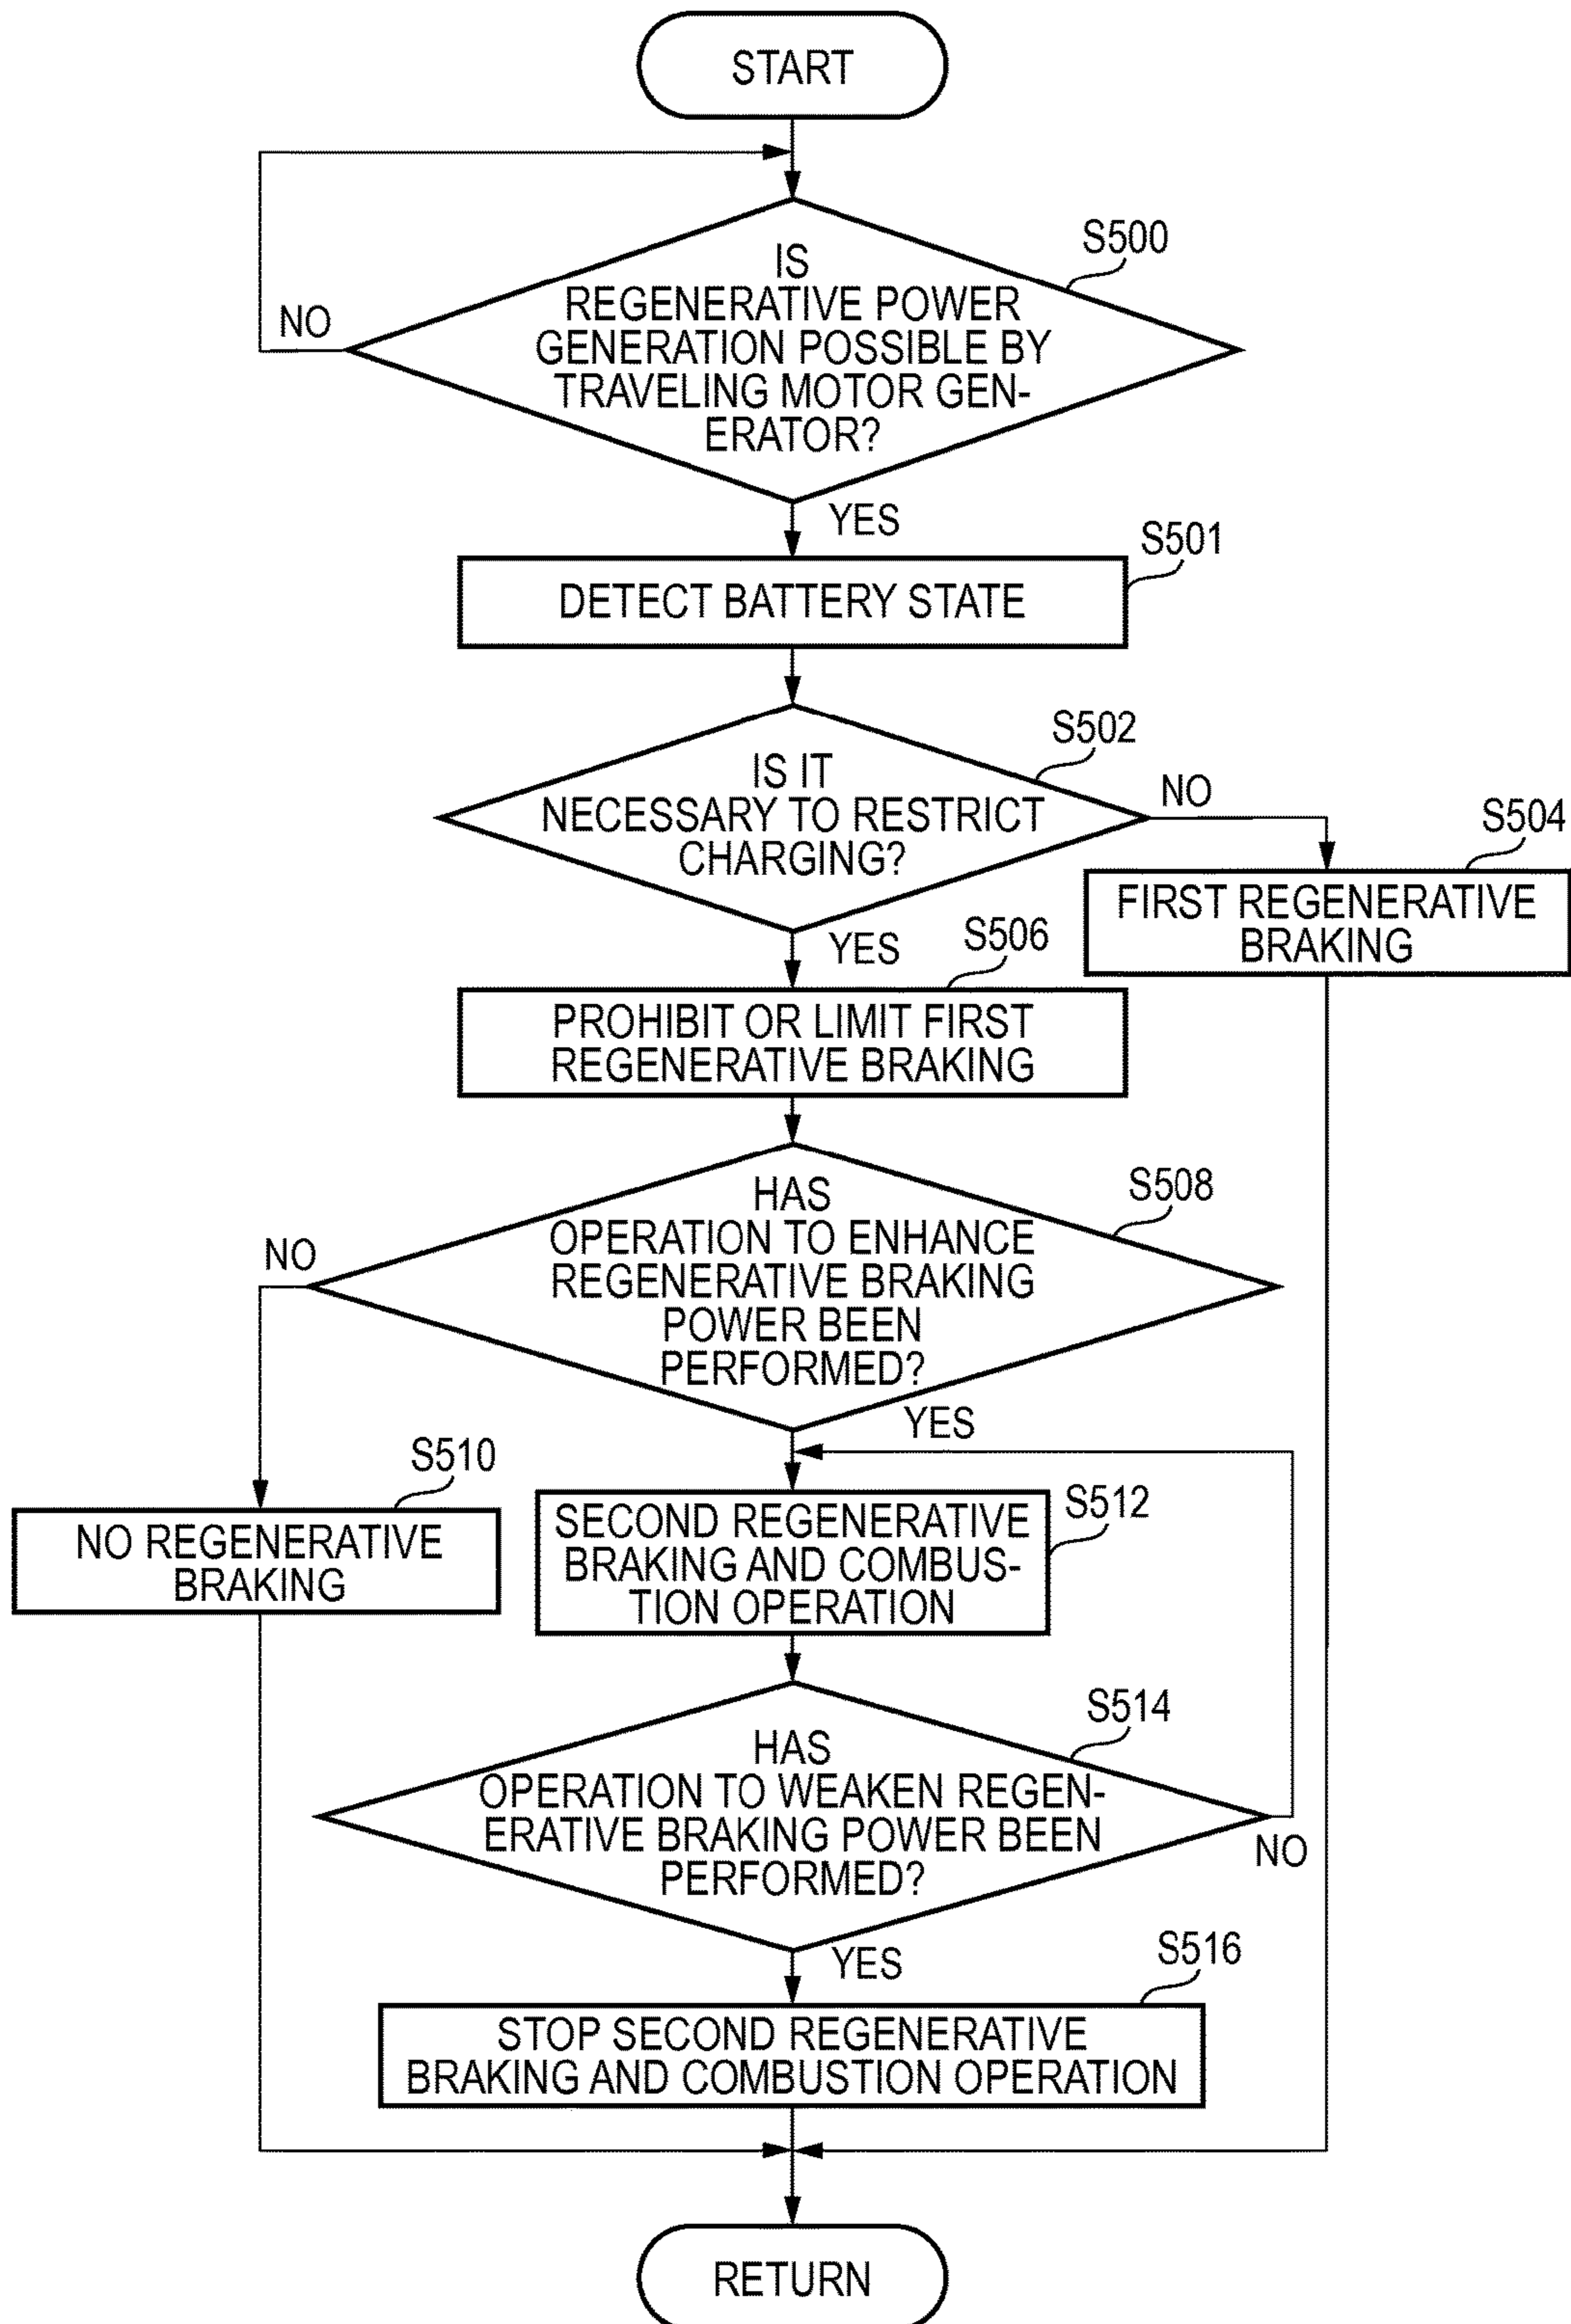 START
S500
IS
REGENERATIVE POWER
GENERATION POSSIBLE BY
TRAVELING MOTOR GEN-
ERATOR?
NO
YES
S501
DETECT BATTERY STATE
S502
IS IT
NECESSARY TO RESTRICT
CHARGING?
NO
S504
FIRST REGENERATIVE
BRAKING
YES
S506
PROHIBIT OR LIMIT FIRST
REGENERATIVE BRAKING
S508
HAS
OPERATION TO ENHANCE
REGENERATIVE BRAKING
POWER BEEN
PERFORMED?
NO
YES
S510
NO REGENERATIVE
BRAKING
S512
SECOND REGENERATIVE
BRAKING AND COMBUS-
TION OPERATION
S514
HAS
OPERATION TO WEAKEN REGEN-
ERATIVE BRAKING POWER BEEN
PERFORMED?
NO
YES
S516
STOP SECOND REGENERATIVE
BRAKING AND COMBUSTION OPERATION
RETURN